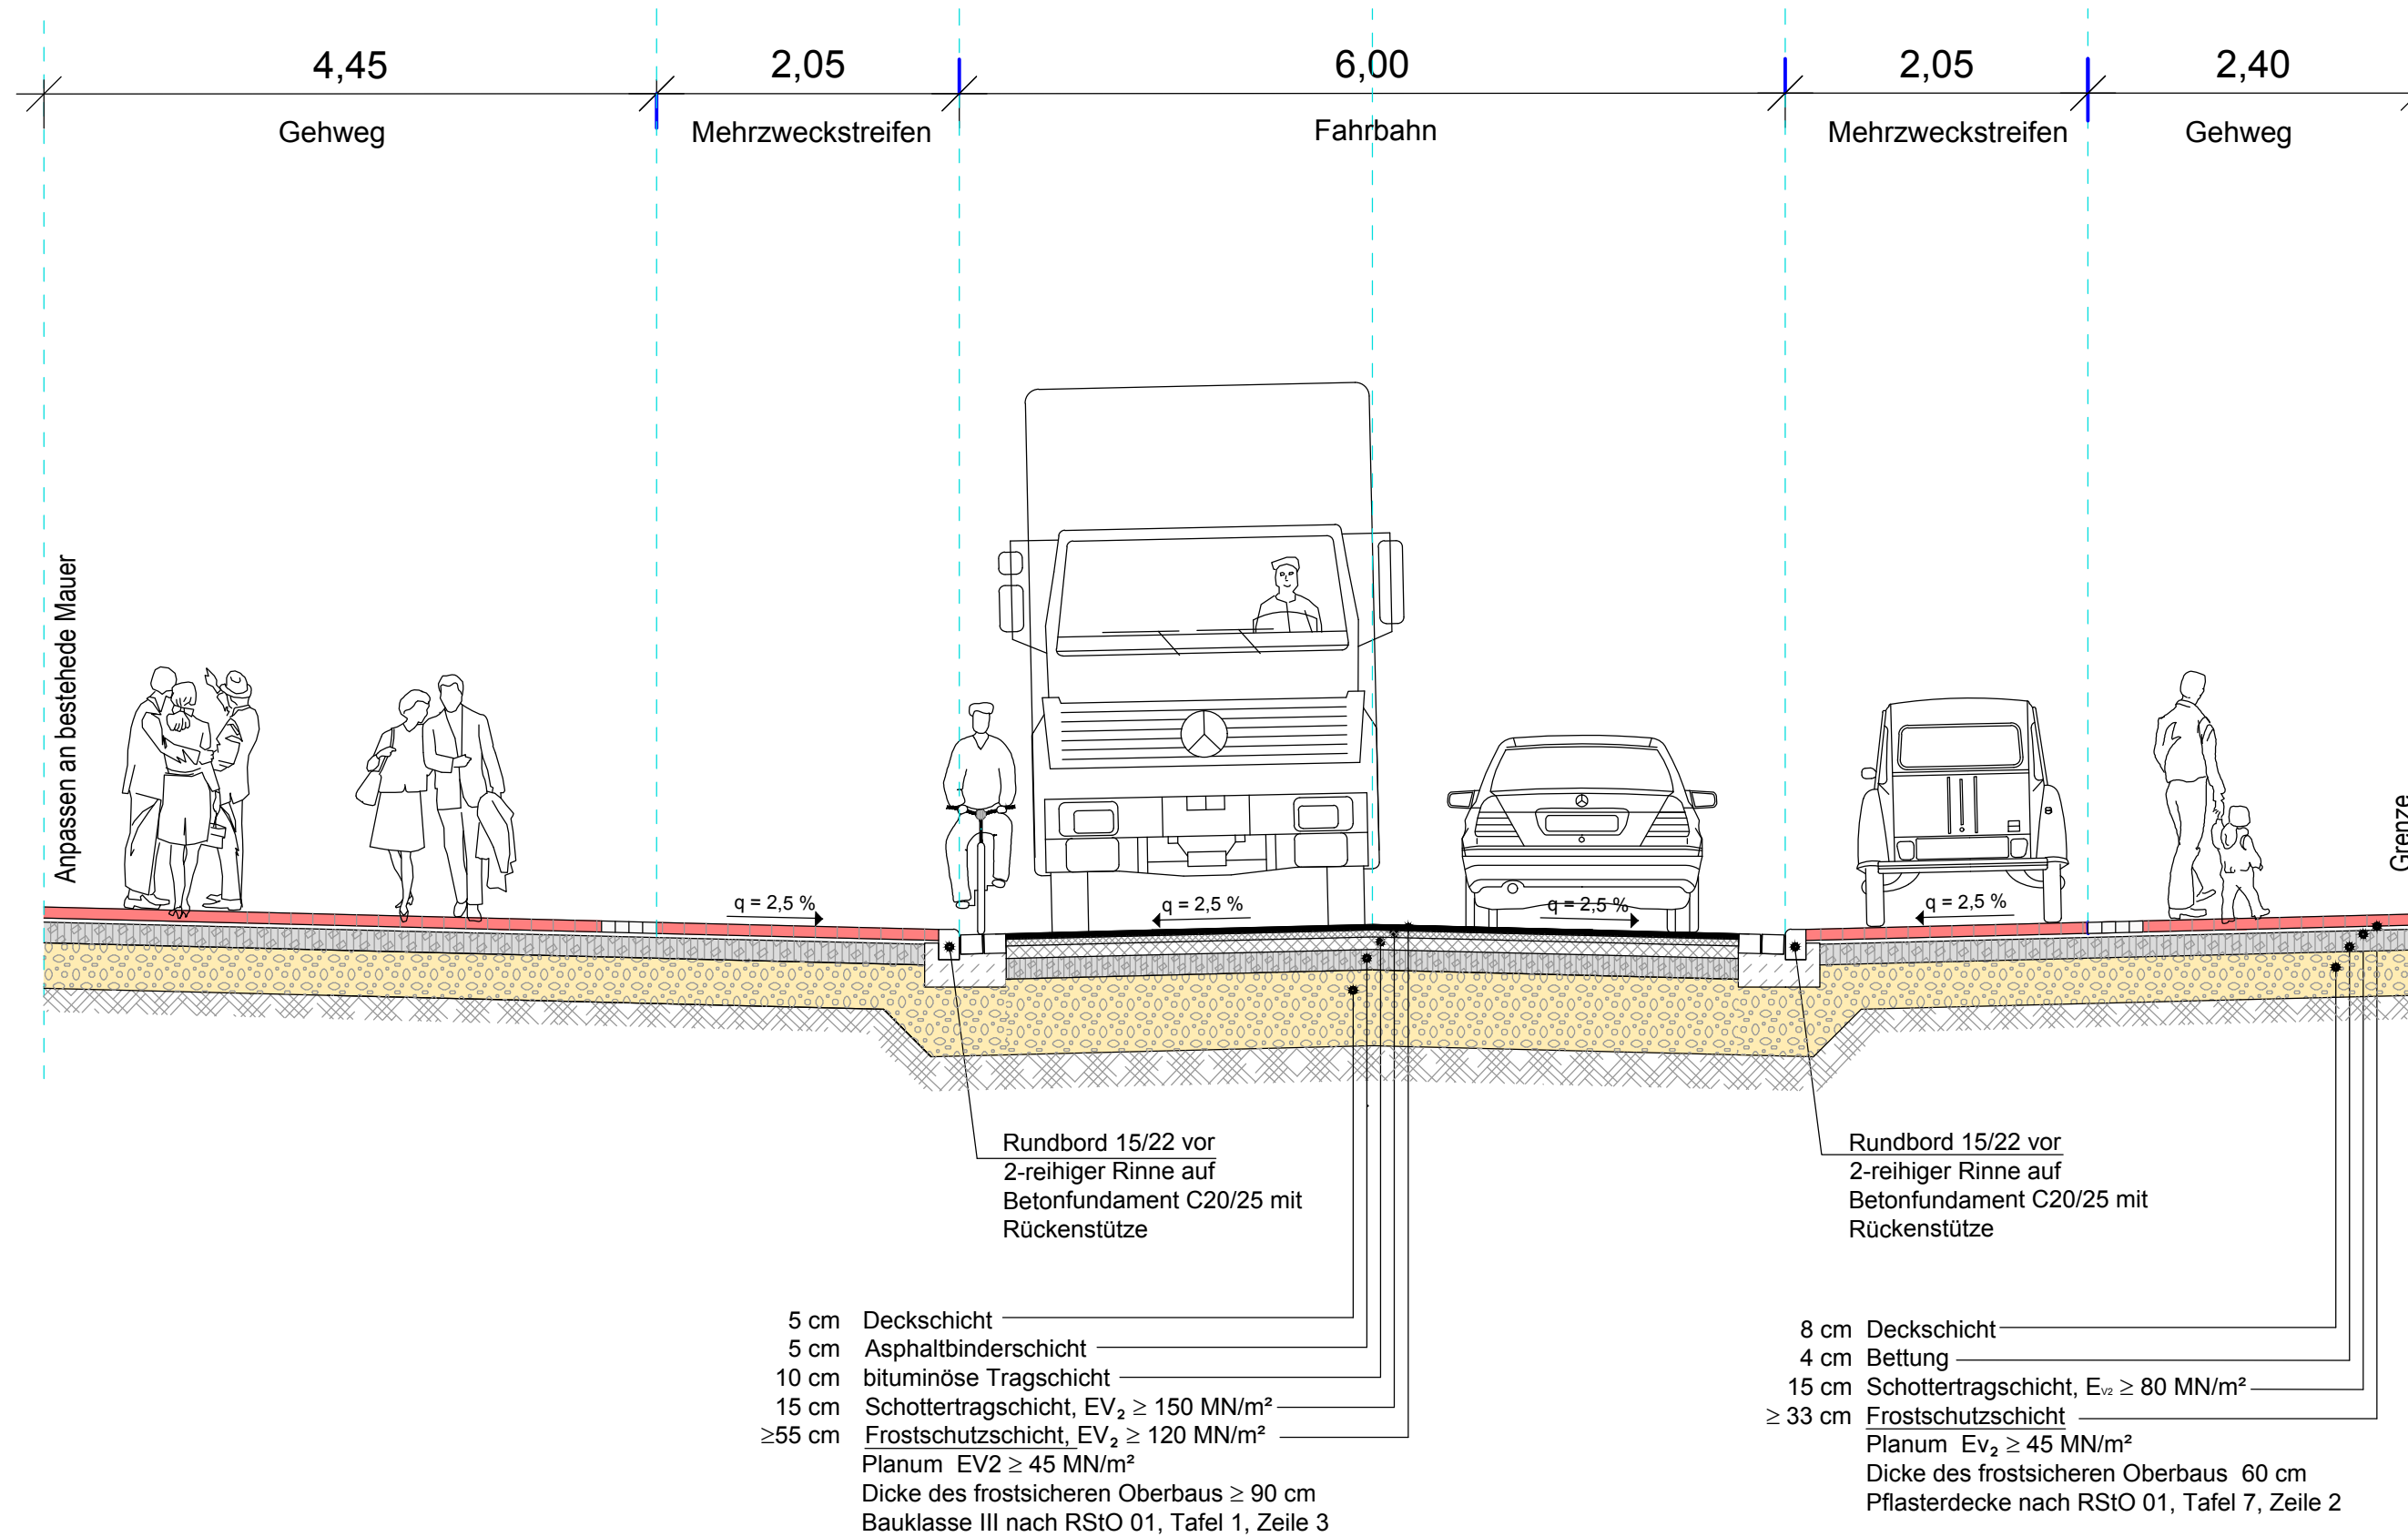 4,45
2,05
6,00
2,05
2,40
Gehweg
Mehrzweckstreifen
Fahrbahn
Mehrzweckstreifen
Gehweg
Anpassen an bestehede Mauer
Grenze
q = 2,5 %
q = 2,5 %
q = 2,5 %
q = 2,5 %
Rundbord 15/22 vor
2-reihiger Rinne auf
Betonfundament C20/25 mit
Rückenstütze
Rundbord 15/22 vor
2-reihiger Rinne auf
Betonfundament C20/25 mit
Rückenstütze
5 cm Deckschicht
5 cm Asphaltbinderschicht
10 cm bituminöse Tragschicht
15 cm Schottertragschicht, EV₂ ≥ 150 MN/m²
≥55 cm Frostschutzschicht, EV₂ ≥ 120 MN/m²
Planum EV2 ≥ 45 MN/m²
Dicke des frostsicheren Oberbaus ≥ 90 cm
Bauklasse III nach RStO 01, Tafel 1, Zeile 3
8 cm Deckschicht
4 cm Bettung
15 cm Schottertragschicht, Eᵥ₂ ≥ 80 MN/m²
≥ 33 cm Frostschutzschicht
Planum Ev₂ ≥ 45 MN/m²
Dicke des frostsicheren Oberbaus 60 cm
Pflasterdecke nach RStO 01, Tafel 7, Zeile 2